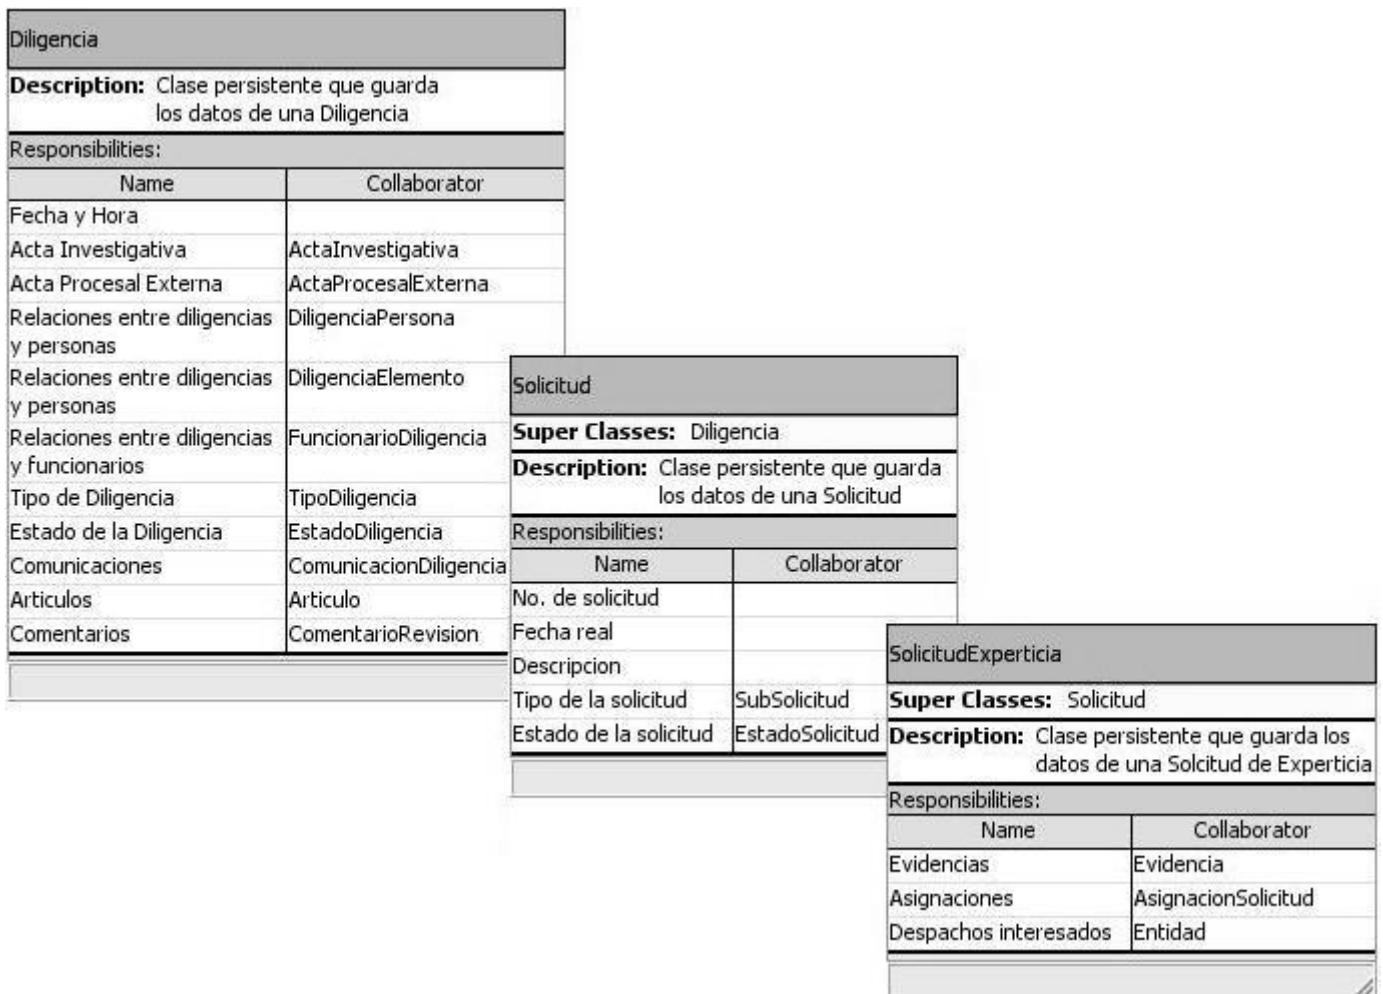 Diligencia
Description: Clase persistente que guarda
los datos de una Diligencia
Responsibilities:
Name Collaborator
Fecha y Hora
Acta Investigativa ActaInvestigativa
Acta Procesal Externa ActaProcesalExterna
Relaciones entre diligencias DiligenciaPersona
y personas
Relaciones entre diligencias DiligenciaElemento
y personas
Relaciones entre diligencias FuncionarioDiligencia
y funcionarios
Tipo de Diligencia TipoDiligencia
Estado de la Diligencia EstadoDiligencia
Comunicaciones ComunicacionDiligencia
Articulos Articulo
Comentarios ComentarioRevision
Solicitud
Super Classes: Diligencia
Description: Clase persistente que guarda
los datos de una Solicitud
Responsibilities:
Name Collaborator
No. de solicitud
Fecha real
Descripcion
Tipo de la solicitud SubSolicitud
Estado de la solicitud EstadoSolicitud
SolicitudExperticia
Super Classes: Solicitud
Description: Clase persistente que guarda los
datos de una Solcitud de Experticia
Responsibilities:
Name Collaborator
Evidencias Evidencia
Asignaciones AsignacionSolicitud
Despachos interesados Entidad